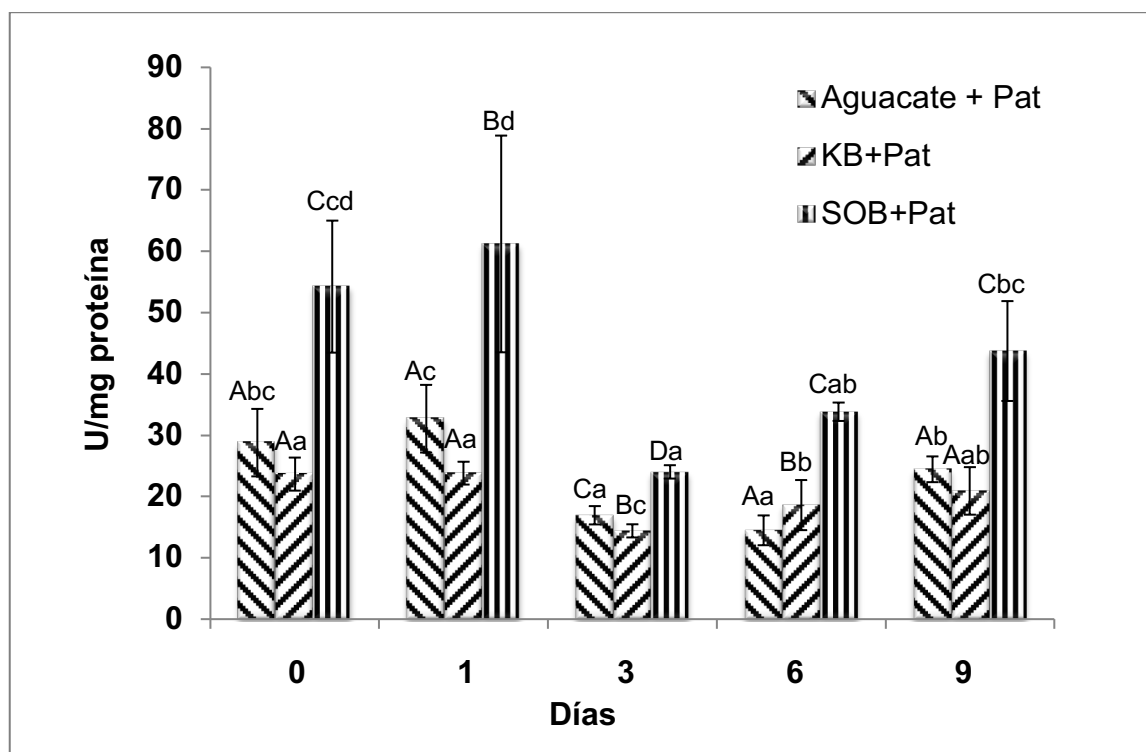 90
80
70
60
50
40
30
20
10
0
U/mg proteína
Aguacate + Pat
KB+Pat
SOB+Pat
Abc
Aa
Ccd
Ac
Aa
Bd
Ca
Bc
Da
Aa
Bb
Cab
Ab
Aab
Cbc
0
1
3
6
9
Días